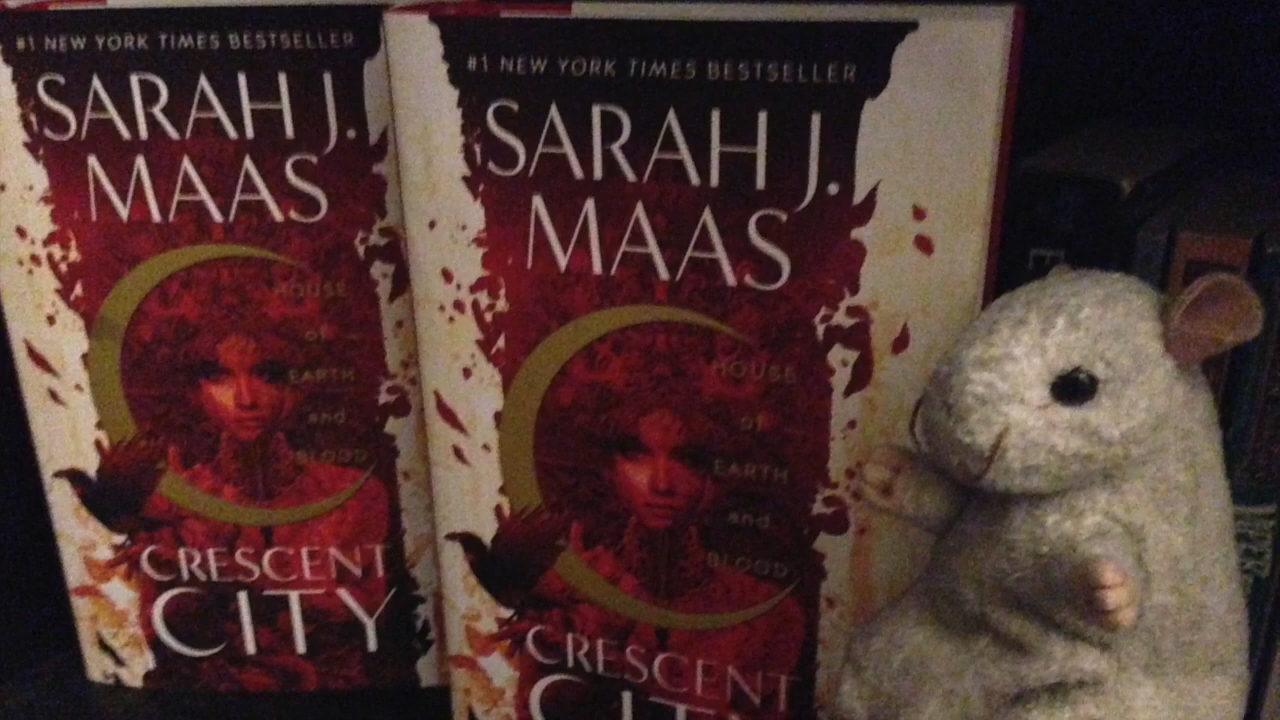 #1 NEW YORK TIMES BESTSELLER
SARAH J.
MAAS
HOUSE
OF
EARTH
and
BLOOD
CRESCENT
CITY
#1 NEW YORK TIMES BESTSELLER
SARAH J.
MAAS
HOUSE
OF
EARTH
and
BLOOD
CRESCENT
CITY